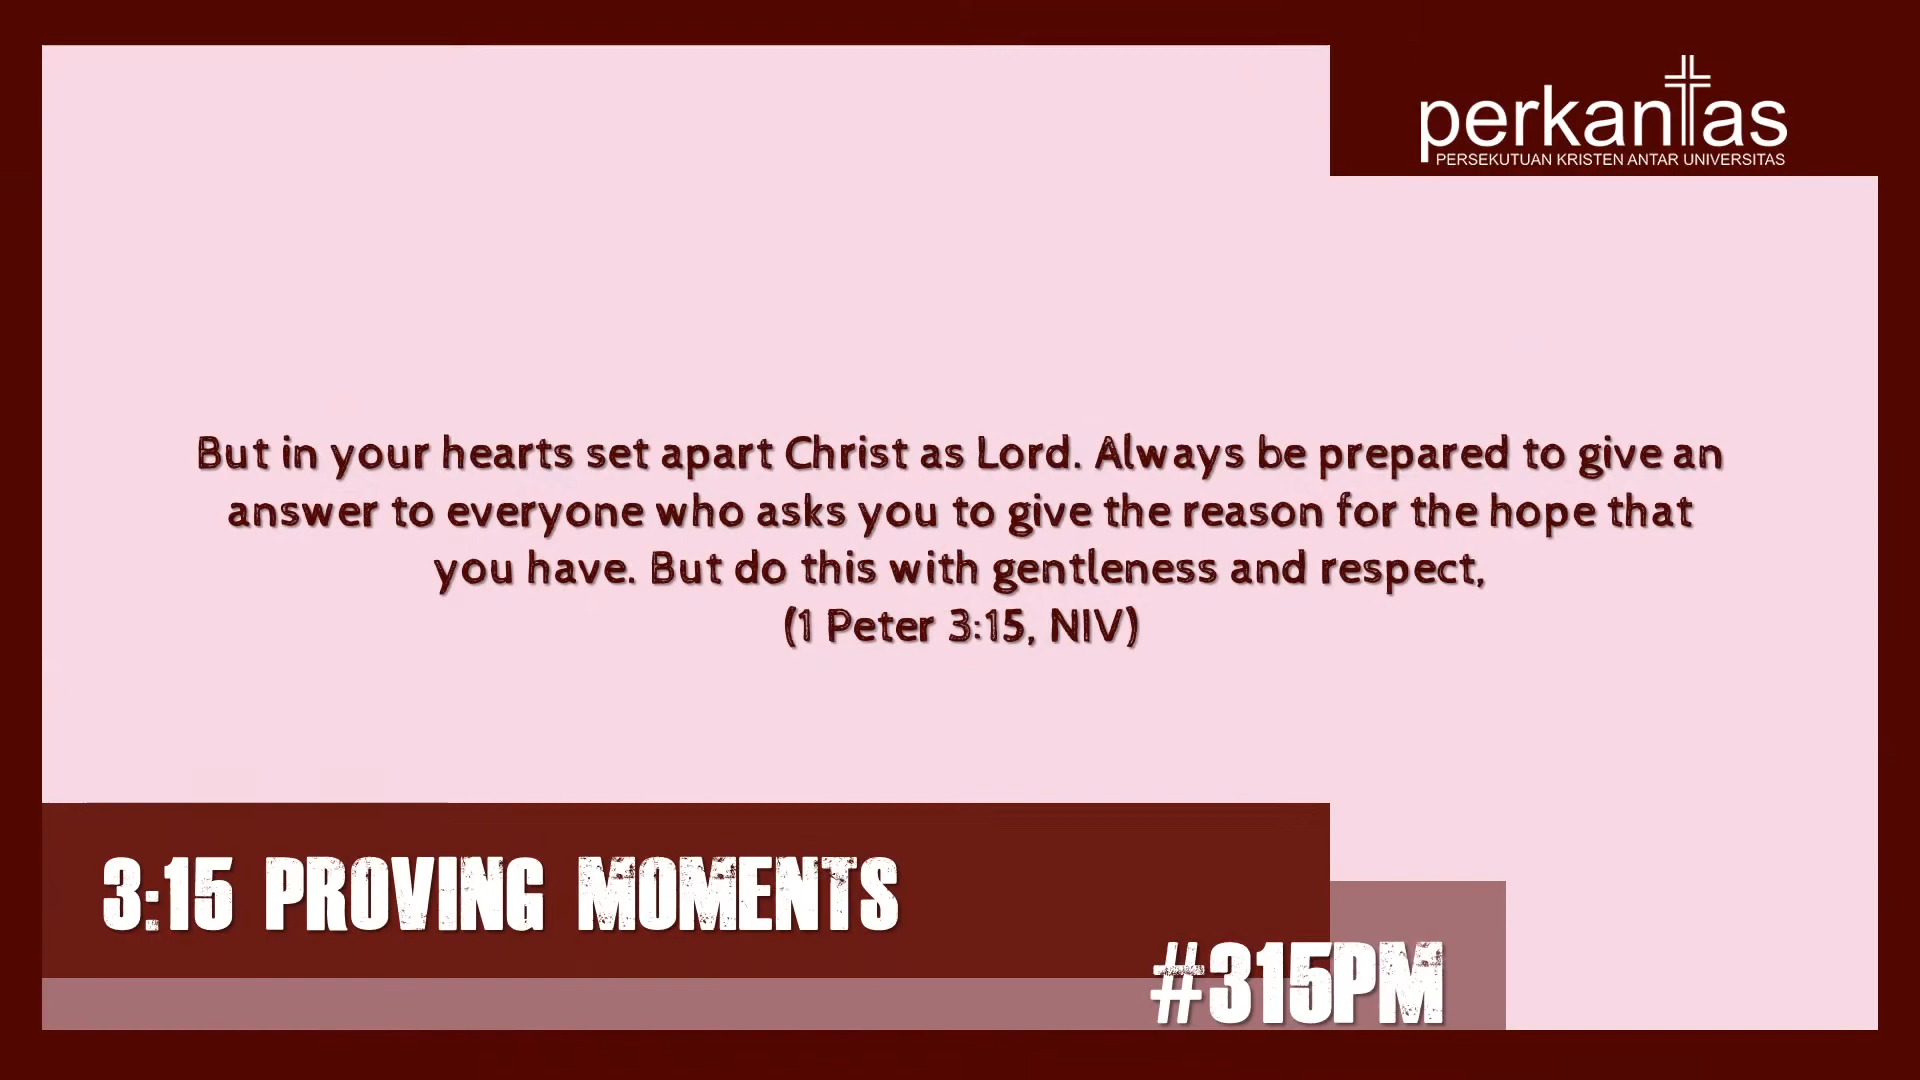 perkantas
PERSEKUTUAN KRISTEN ANTAR UNIVERSITAS
But in your hearts set apart Christ as Lord. Always be prepared to give an
answer to everyone who asks you to give the reason for the hope that
you have. But do this with gentleness and respect,
(1 Peter 3:15, NIV)
3:15 PROVING MOMENTS
#315PM